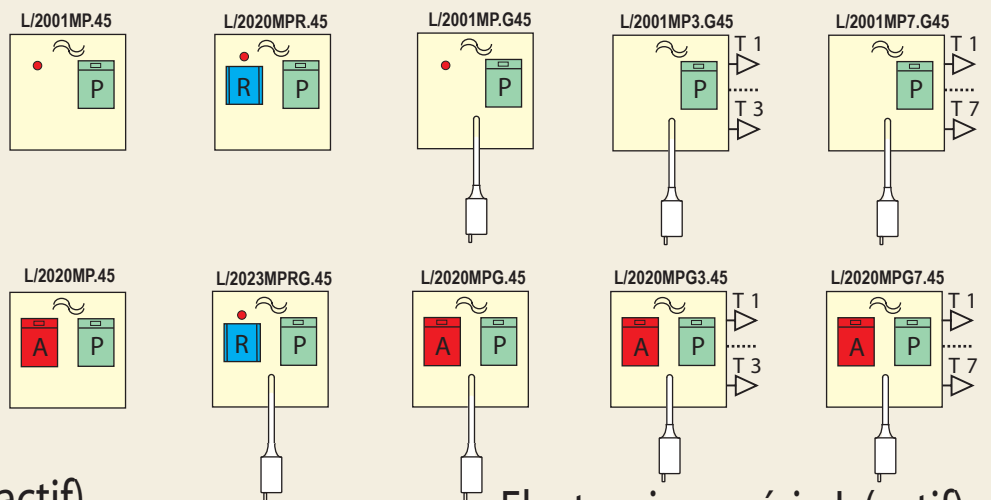 L/2001MP.45 L/2020MPR.45 L/2001MP.G45 L/2001MP3.G45 L/2001MP7.G45
T 1 T 1
P R P P P P
T 3 T 7
L/2020MP.45 L/2023MPRG.45 L/2020MPG.45 L/2020MPG3.45 L/2020MPG7.45
T 1 T 1
A P R P A P A P A P
T 3 T 7